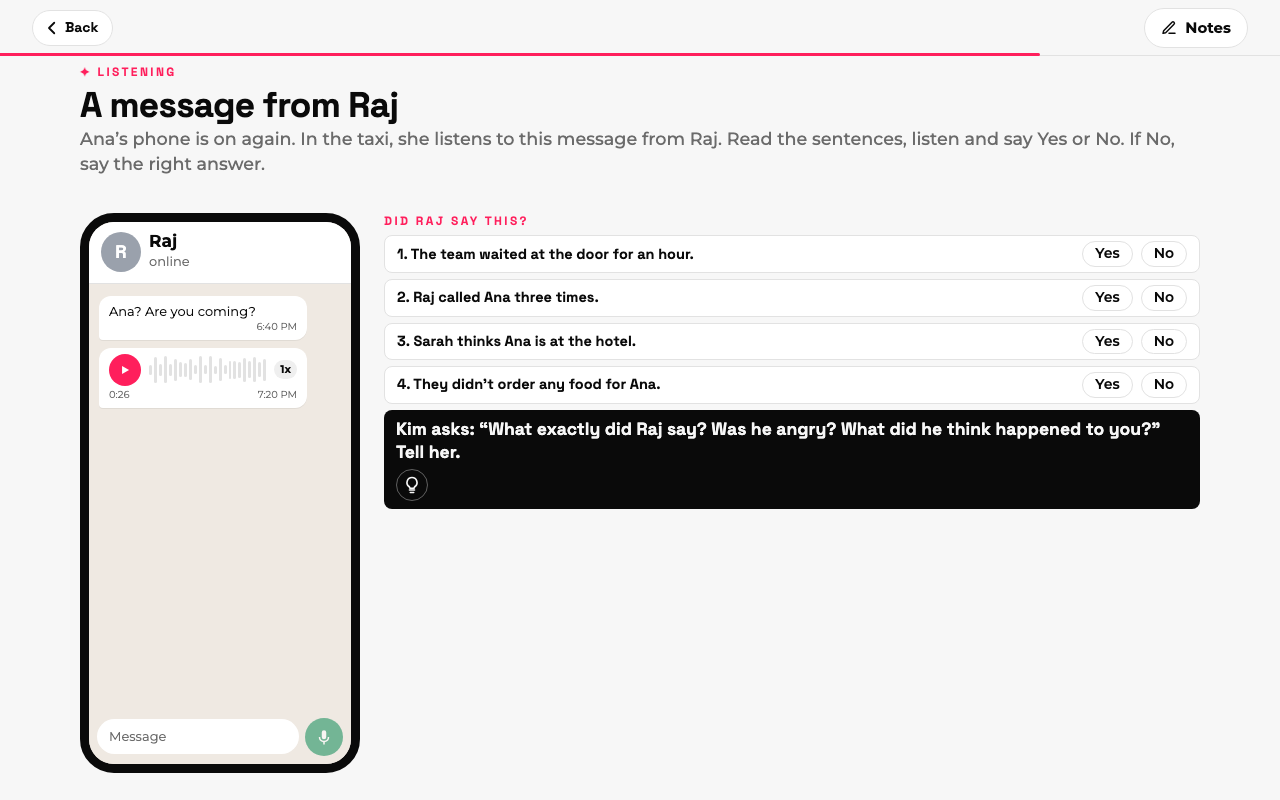 Back
Notes
LISTENING
A message from Raj
Ana’s phone is on again. In the taxi, she listens to this message from Raj. Read the sentences, listen and say Yes or No. If No,
say the right answer.
R
Raj
online
Ana? Are you coming?
6:40 PM
1x
0:26
7:20 PM
Message
DID RAJ SAY THIS?
1. The team waited at the door for an hour.
Yes
No
2. Raj called Ana three times.
Yes
No
3. Sarah thinks Ana is at the hotel.
Yes
No
4. They didn’t order any food for Ana.
Yes
No
Kim asks: “What exactly did Raj say? Was he angry? What did he think happened to you?”
Tell her.